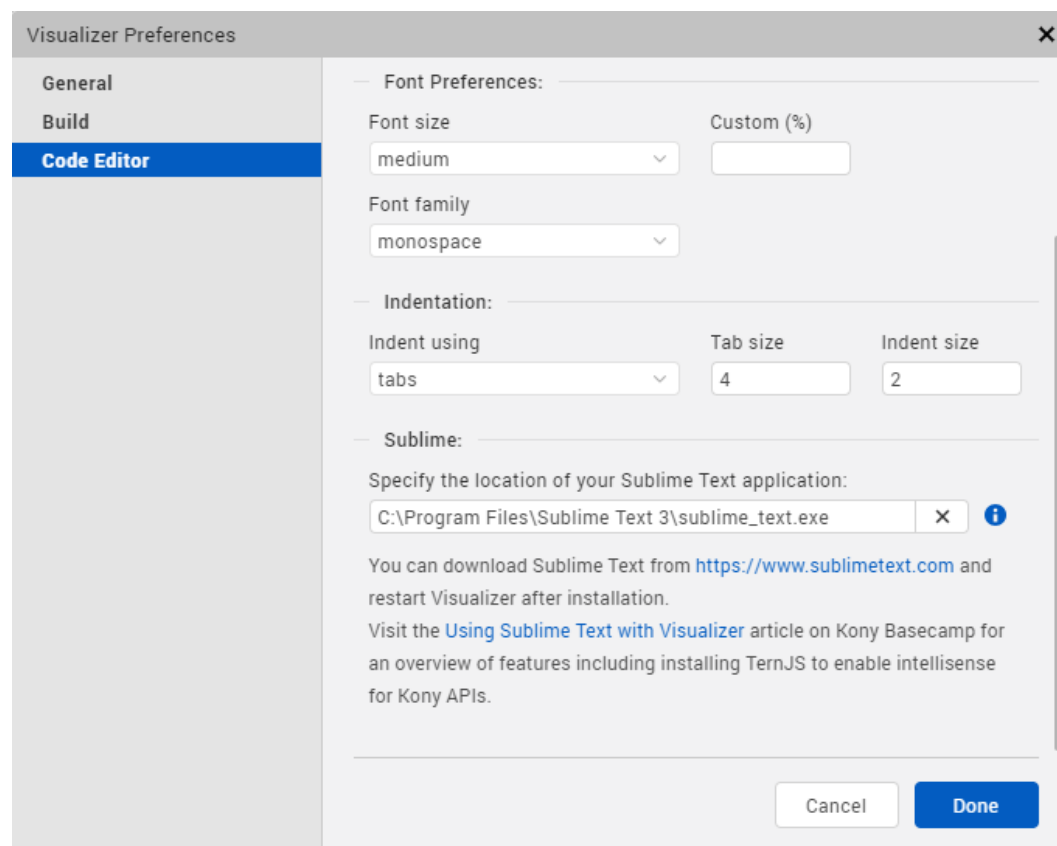 Visualizer Preferences
General
Build
Code Editor
Font Preferences:
Font size
Custom (%)
medium
Font family
monospace
Indentation:
Indent using
Tab size
Indent size
tabs
4
2
Sublime:
Specify the location of your Sublime Text application:
C:\Program Files\Sublime Text 3\sublime_text.exe
You can download Sublime Text from https://www.sublimetext.com and
restart Visualizer after installation.
Visit the Using Sublime Text with Visualizer article on Kony Basecamp for
an overview of features including installing TernJS to enable intellisense
for Kony APIs.
Cancel
Done